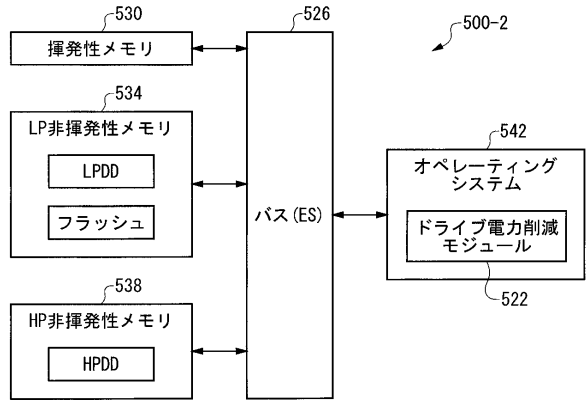 530
揮発性メモリ
534
LP非揮発性メモリ
LPDD
フラッシュ
538
HP非揮発性メモリ
HPDD
526
バス(ES)
500-2
542
オペレーティング
システム
ドライブ電力削減
モジュール
522